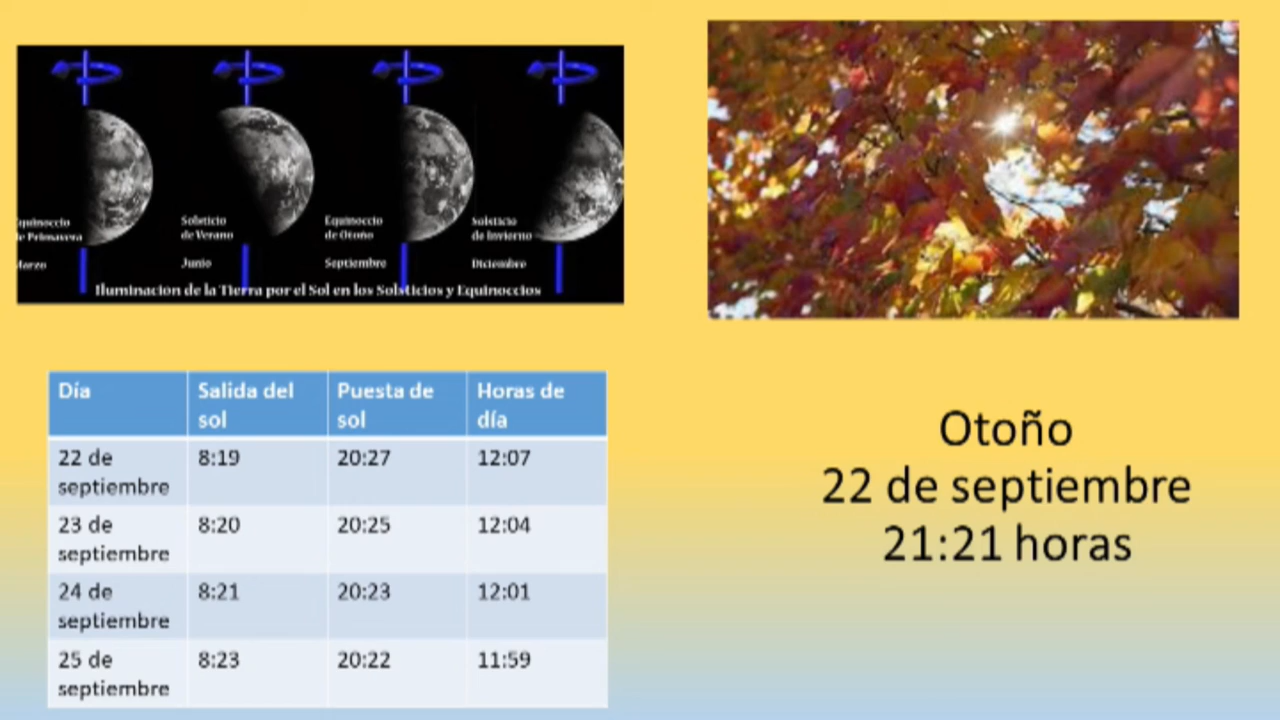 Equinoccio
de Primavera
Marzo
Solsticio
de Verano
Junio
Equinoccio
de Otoño
Septiembre
Solsticio
de Invierno
Diciembre
Iluminación de la Tierra por el Sol en los Solsticios y Equinoccios
Día
Salida del
sol
Puesta de
sol
Horas de
día
22 de
septiembre
8:19
20:27
12:07
23 de
septiembre
8:20
20:25
12:04
24 de
septiembre
8:21
20:23
12:01
25 de
septiembre
8:23
20:22
11:59
Otoño
22 de septiembre
21:21 horas